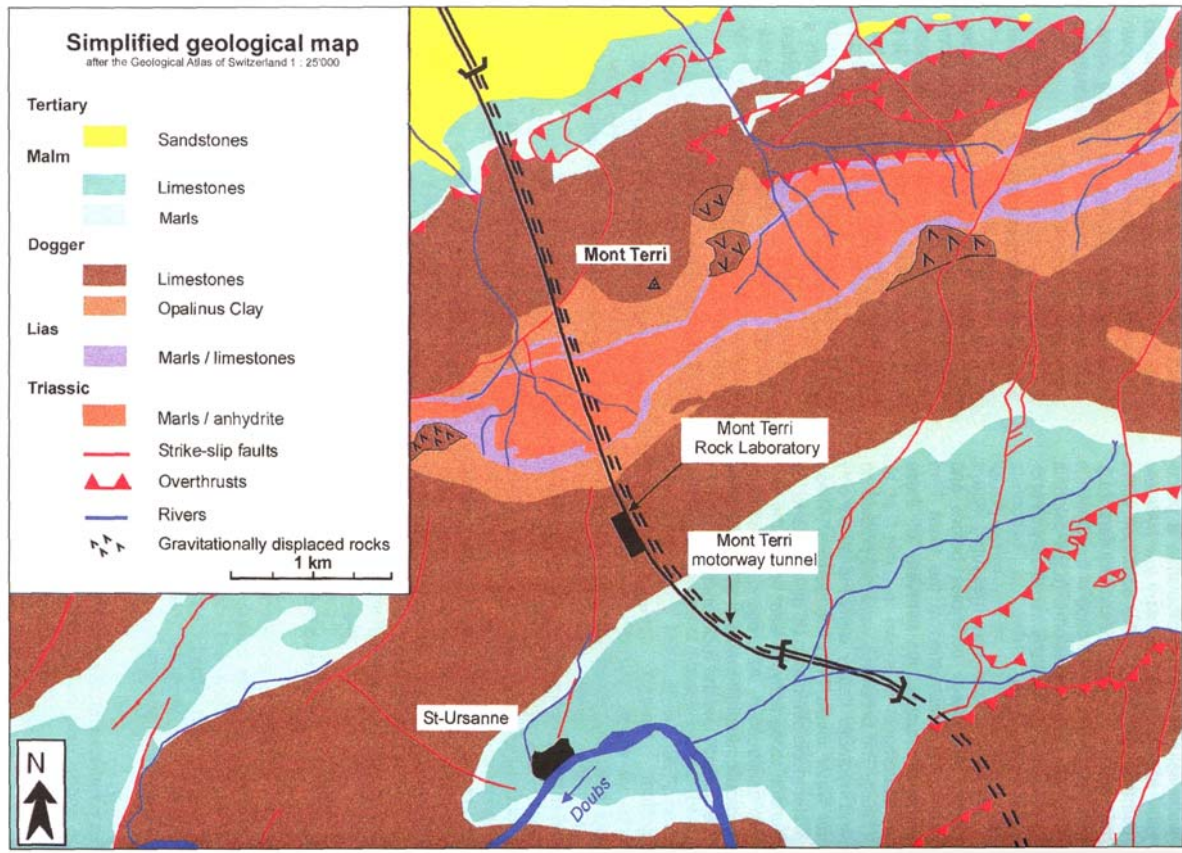 Simplified geological map
after the Geological Atlas of Switzerland 1 : 25'000
Tertiary
Sandstones
Malm
Limestones
Marls
Dogger
Limestones
Opalinus Clay
Lias
Marls / limestones
Triassic
Marls / anhydrite
Strike-slip faults
Overthrusts
Rivers
Gravitationally displaced rocks
1 km
Mont Terri
Mont Terri
Rock Laboratory
Mont Terri
motorway tunnel
St-Ursanne
Doubs
N